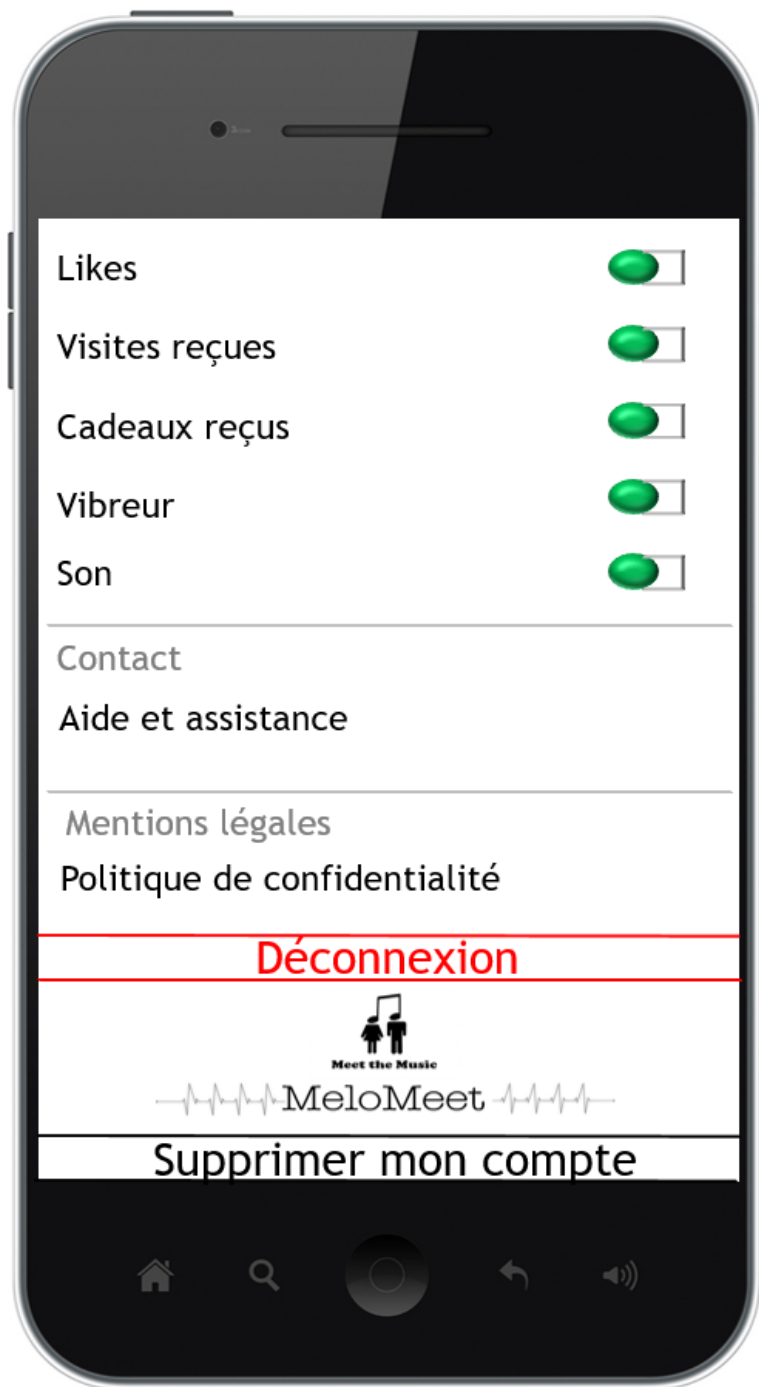 Likes
Visites reçues
Cadeaux reçus
Vibreur
Son
Contact
Aide et assistance
Mentions légales
Politique de confidentialité
Déconnexion
Meet the Music
MeloMeet
Supprimer mon compte